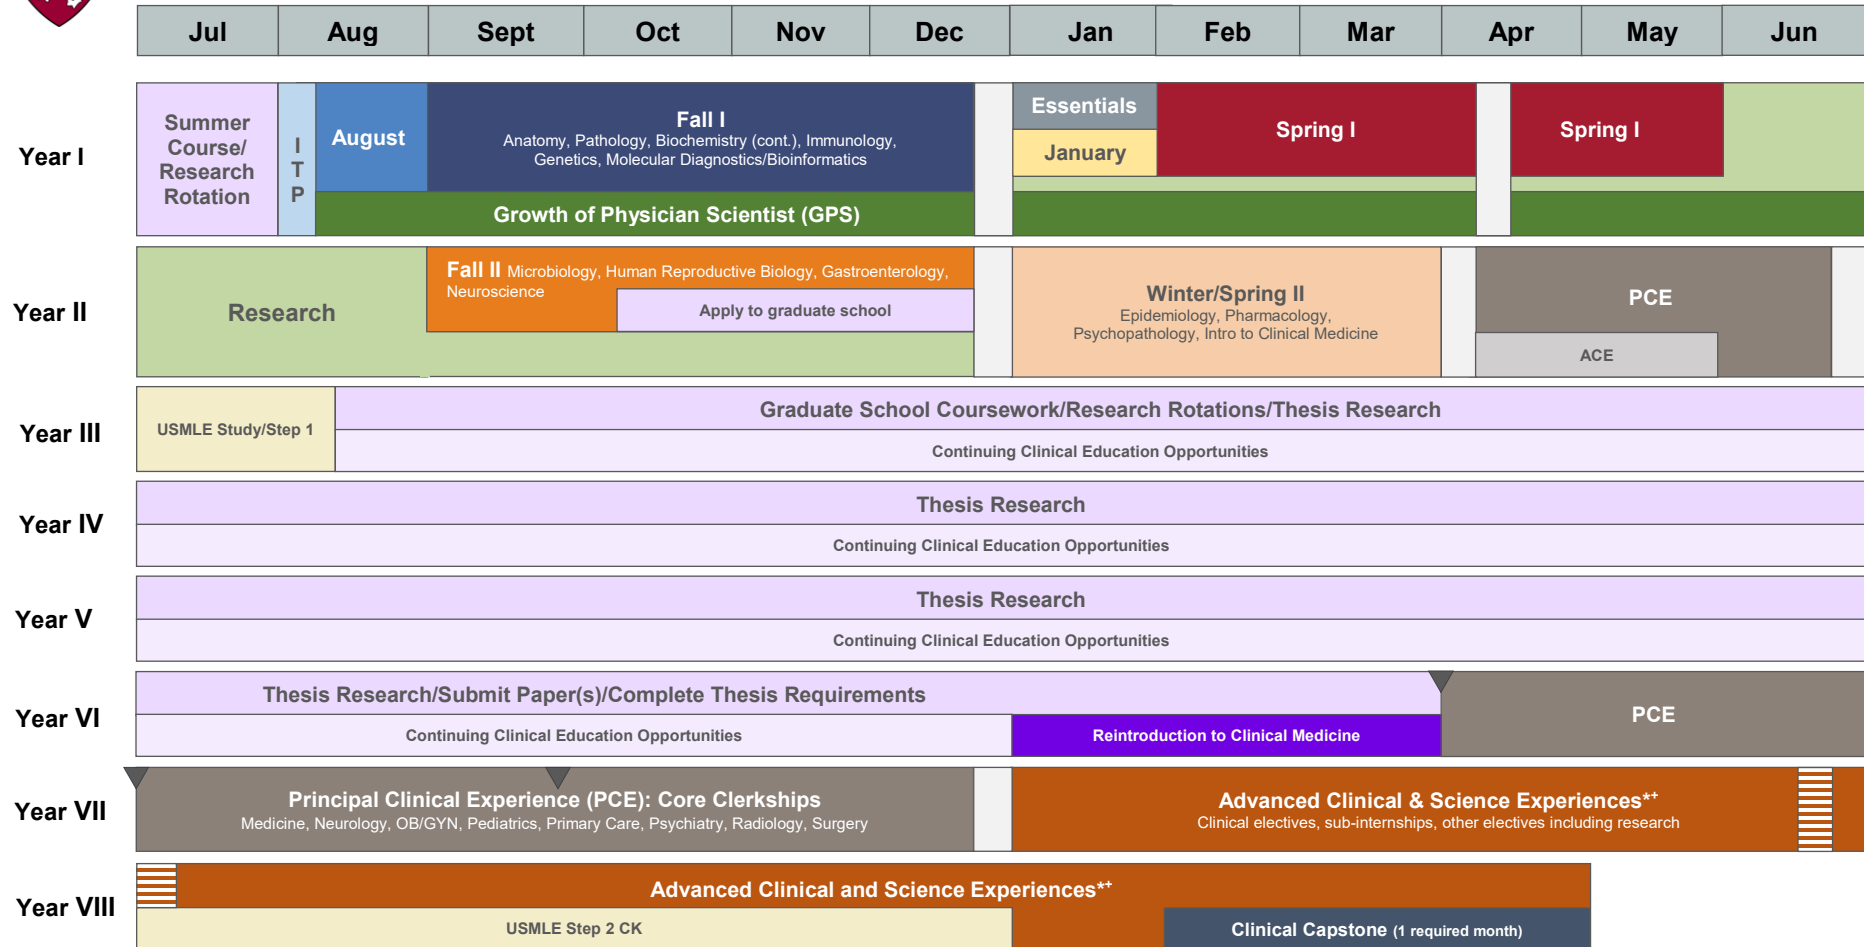 Jul Aug Sept Oct Nov Dec Jan Feb Mar Apr May Jun
Year I
Summer
Course/
Research
Rotation
I
T
P
August
Fall I
Anatomy, Pathology, Biochemistry (cont.), Immunology,
Genetics, Molecular Diagnostics/Bioinformatics
Growth of Physician Scientist (GPS)
Essentials
January
Spring I
Spring I
Year II
Research
Fall II Microbiology, Human Reproductive Biology, Gastroenterology,
Neuroscience
Apply to graduate school
Winter/Spring II
Epidemiology, Pharmacology,
Psychopathology, Intro to Clinical Medicine
PCE
ACE
Year III
USMLE Study/Step 1
Graduate School Coursework/Research Rotations/Thesis Research
Continuing Clinical Education Opportunities
Year IV
Thesis Research
Continuing Clinical Education Opportunities
Year V
Thesis Research
Continuing Clinical Education Opportunities
Year VI
Thesis Research/Submit Paper(s)/Complete Thesis Requirements
Continuing Clinical Education Opportunities
Reintroduction to Clinical Medicine
PCE
Year VII
Principal Clinical Experience (PCE): Core Clerkships
Medicine, Neurology, OB/GYN, Pediatrics, Primary Care, Psychiatry, Radiology, Surgery
Advanced Clinical & Science Experiences*+
Clinical electives, sub-internships, other electives including research
Year VIII
Advanced Clinical and Science Experiences*+
USMLE Step 2 CK
Clinical Capstone (1 required month)